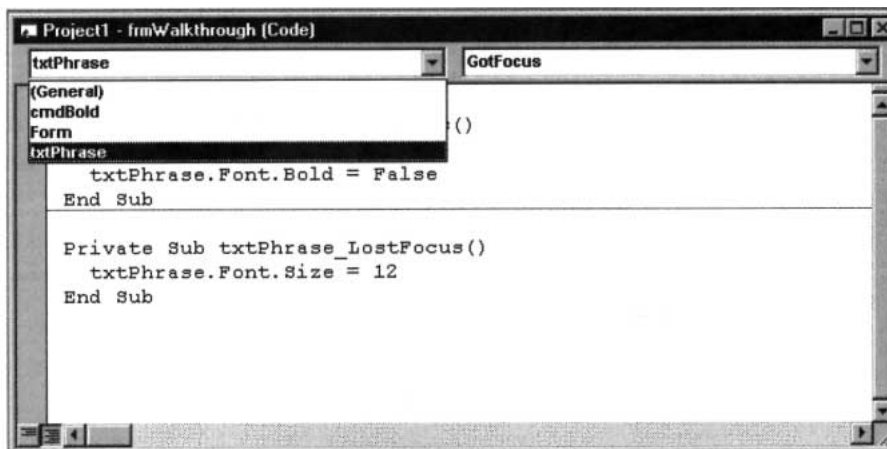 Project1 - frmWalkthrough (Code)
txtPhrase
GotFocus
(General)
cmdBold
Form
txtPhrase
()
txtPhrase.Font.Bold = False
End Sub
Private Sub txtPhrase_LostFocus()
txtPhrase.Font.Size = 12
End Sub